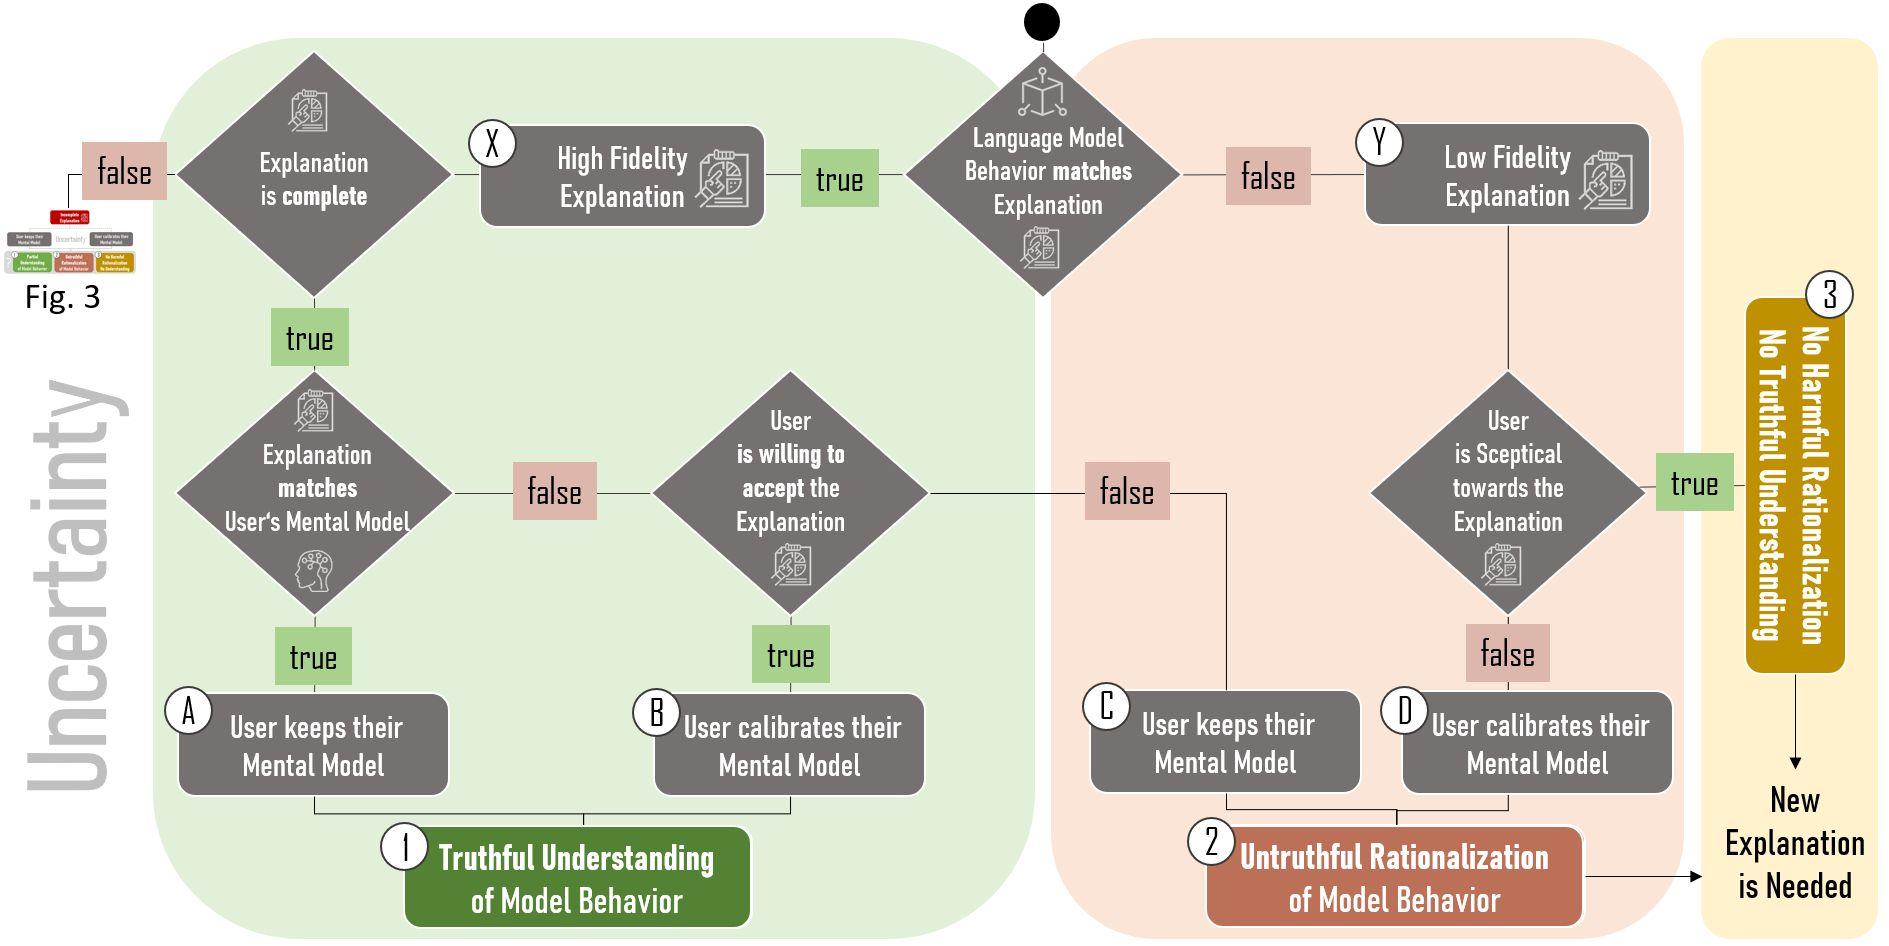 false
Explanation
is complete
X
High Fidelity
Explanation
true
Language Model
Behavior matches
Explanation
false
Y
Low Fidelity
Explanation
Incomplete
Explanation
User keeps their
Mental Model
Uncertainty
User calibrates their
Mental Model
1
Partial
Understanding
of Model Behavior
2
Untruthful
Rationalization
of Model Behavior
3
No Harmful
Rationalization
No Understanding
Fig. 3
true
Uncertainty
Explanation
matches
User's Mental Model
false
User
is willing to
accept the
Explanation
false
User
is Sceptical
towards the
Explanation
true
3
No Harmful Rationalization
No Truthful Understanding
true
true
false
A
User keeps their
Mental Model
B
User calibrates their
Mental Model
C
User keeps their
Mental Model
D
User calibrates their
Mental Model
1
Truthful Understanding
of Model Behavior
2
Untruthful Rationalization
of Model Behavior
New
Explanation
is Needed